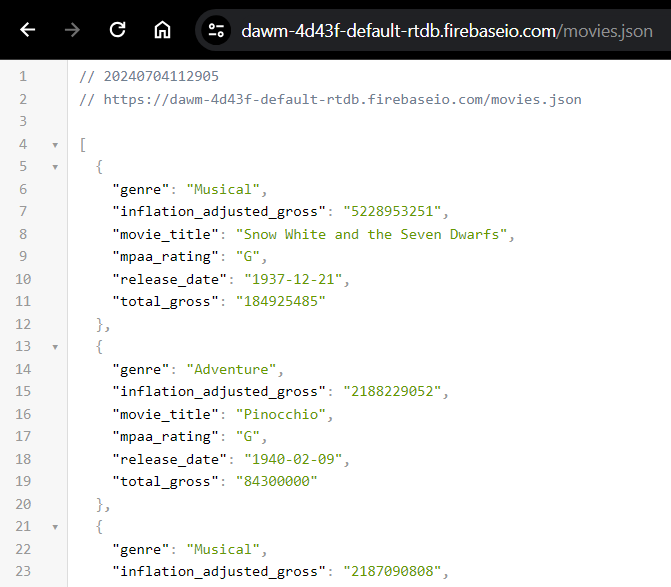 dawm-4d43f-default-rtdb.firebaseio.com/movies.json
1 // 20240704112905
2 // https://dawm-4d43f-default-rtdb.firebaseio.com/movies.json
3
4 [
5 {
6 "genre": "Musical",
7 "inflation_adjusted_gross": "5228953251",
8 "movie_title": "Snow White and the Seven Dwarfs",
9 "mpaa_rating": "G",
10 "release_date": "1937-12-21",
11 "total_gross": "184925485"
12 },
13 {
14 "genre": "Adventure",
15 "inflation_adjusted_gross": "2188229052",
16 "movie_title": "Pinocchio",
17 "mpaa_rating": "G",
18 "release_date": "1940-02-09",
19 "total_gross": "84300000"
20 },
21 {
22 "genre": "Musical",
23 "inflation_adjusted_gross": "2187090808",